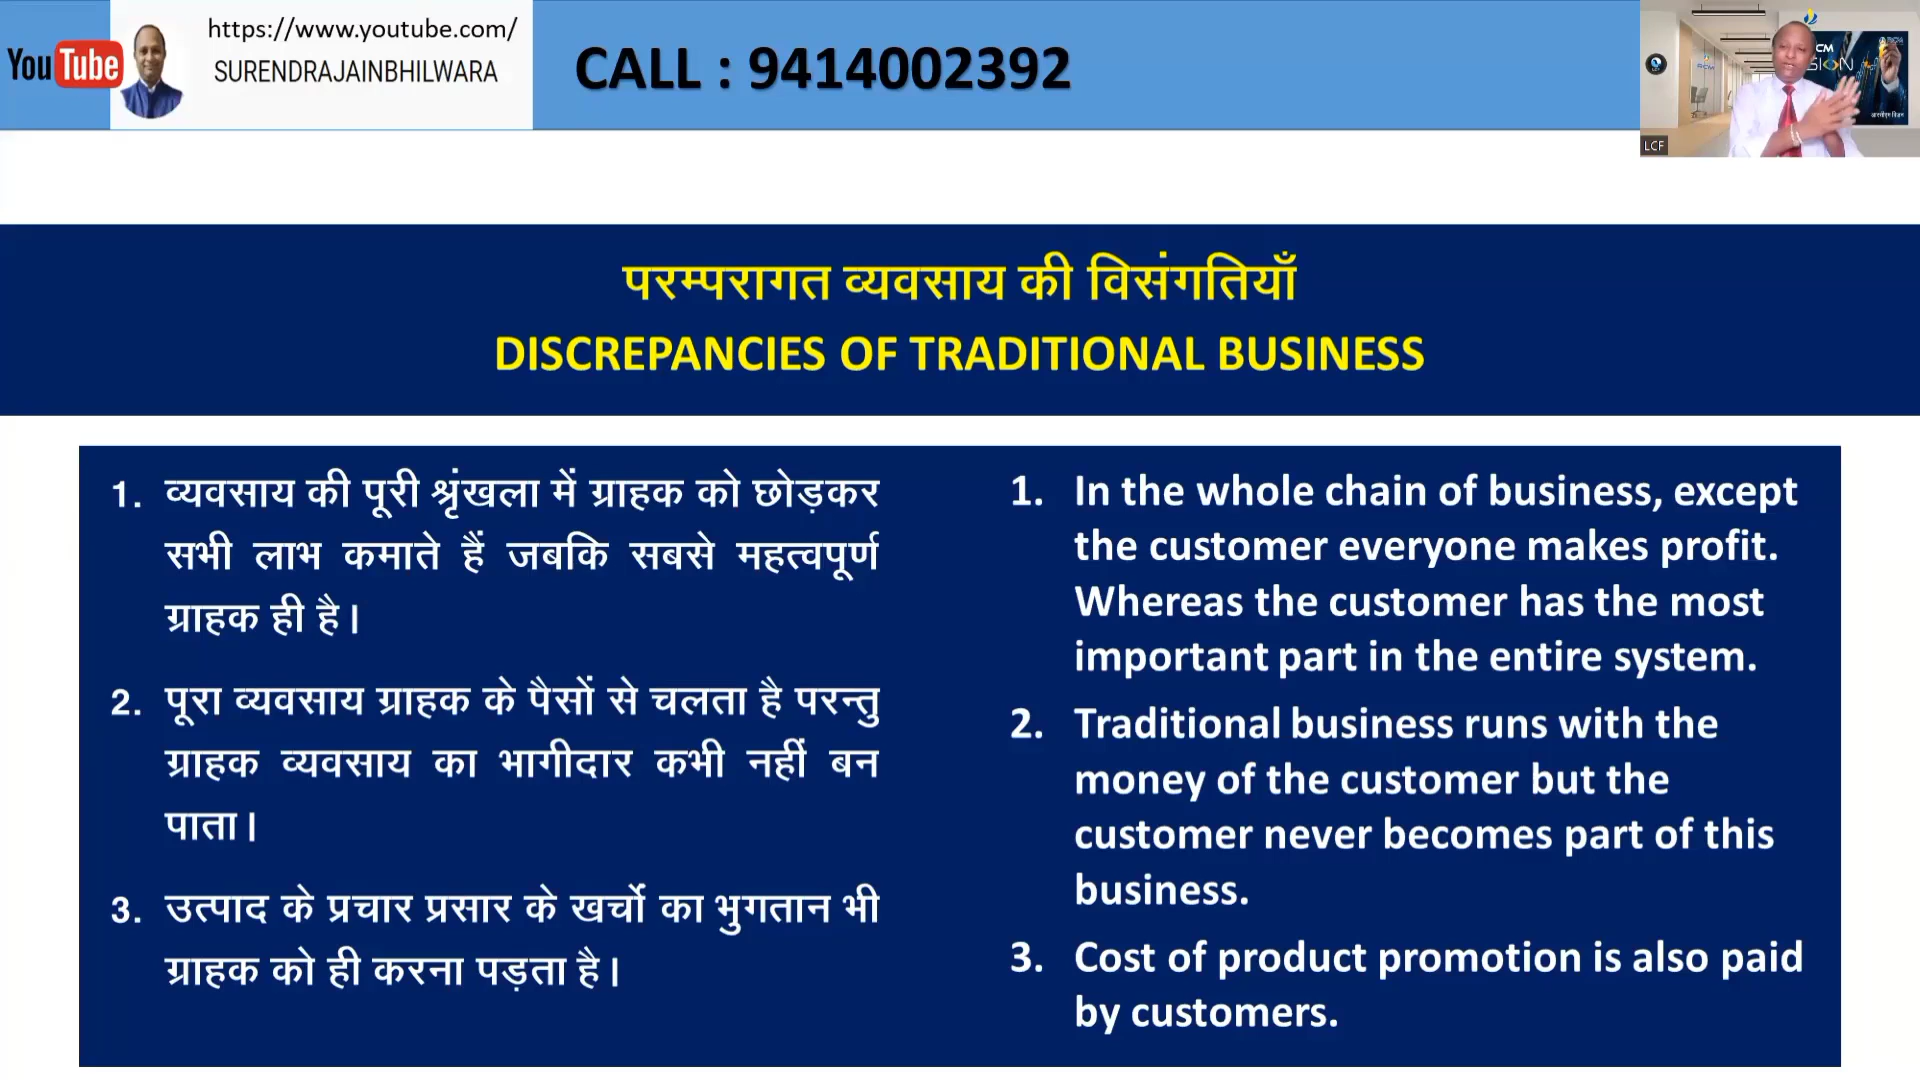 YouTube
https://www.youtube.com/
SURENDRAJAINBHILWARA
CALL : 9414002392
LCF
परम्परागत व्यवसाय की विसंगतियाँ
DISCREPANCIES OF TRADITIONAL BUSINESS
1. व्यवसाय की पूरी श्रृंखला में ग्राहक को छोड़कर
सभी लाभ कमाते हैं जबकि सबसे महत्वपूर्ण
ग्राहक ही है।
2. पूरा व्यवसाय ग्राहक के पैसों से चलता है परन्तु
ग्राहक व्यवसाय का भागीदार कभी नहीं बन
पाता।
3. उत्पाद के प्रचार प्रसार के खर्चो का भुगतान भी
ग्राहक को ही करना पड़ता है।
1. In the whole chain of business, except
the customer everyone makes profit.
Whereas the customer has the most
important part in the entire system.
2. Traditional business runs with the
money of the customer but the
customer never becomes part of this
business.
3. Cost of product promotion is also paid
by customers.